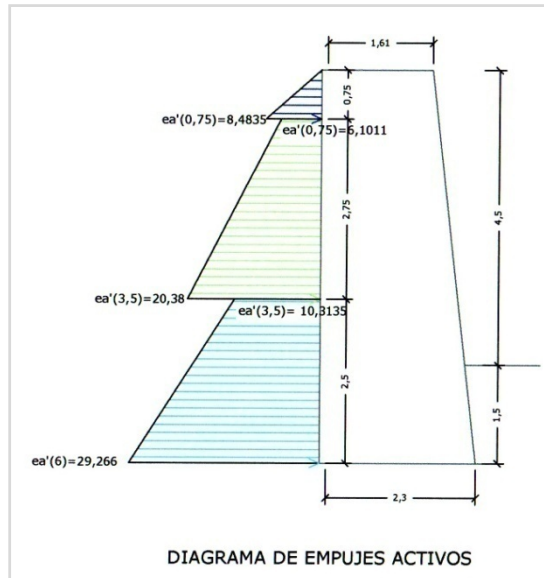 1,61
0,75
ea'(0,75)=8,4835
ea'(0,75)=6,1011
2,75
4,5
ea'(3,5)=20,38
ea'(3,5)= 10,3135
2,5
1,5
ea'(6)=29,266
2,3
DIAGRAMA DE EMPUJES ACTIVOS